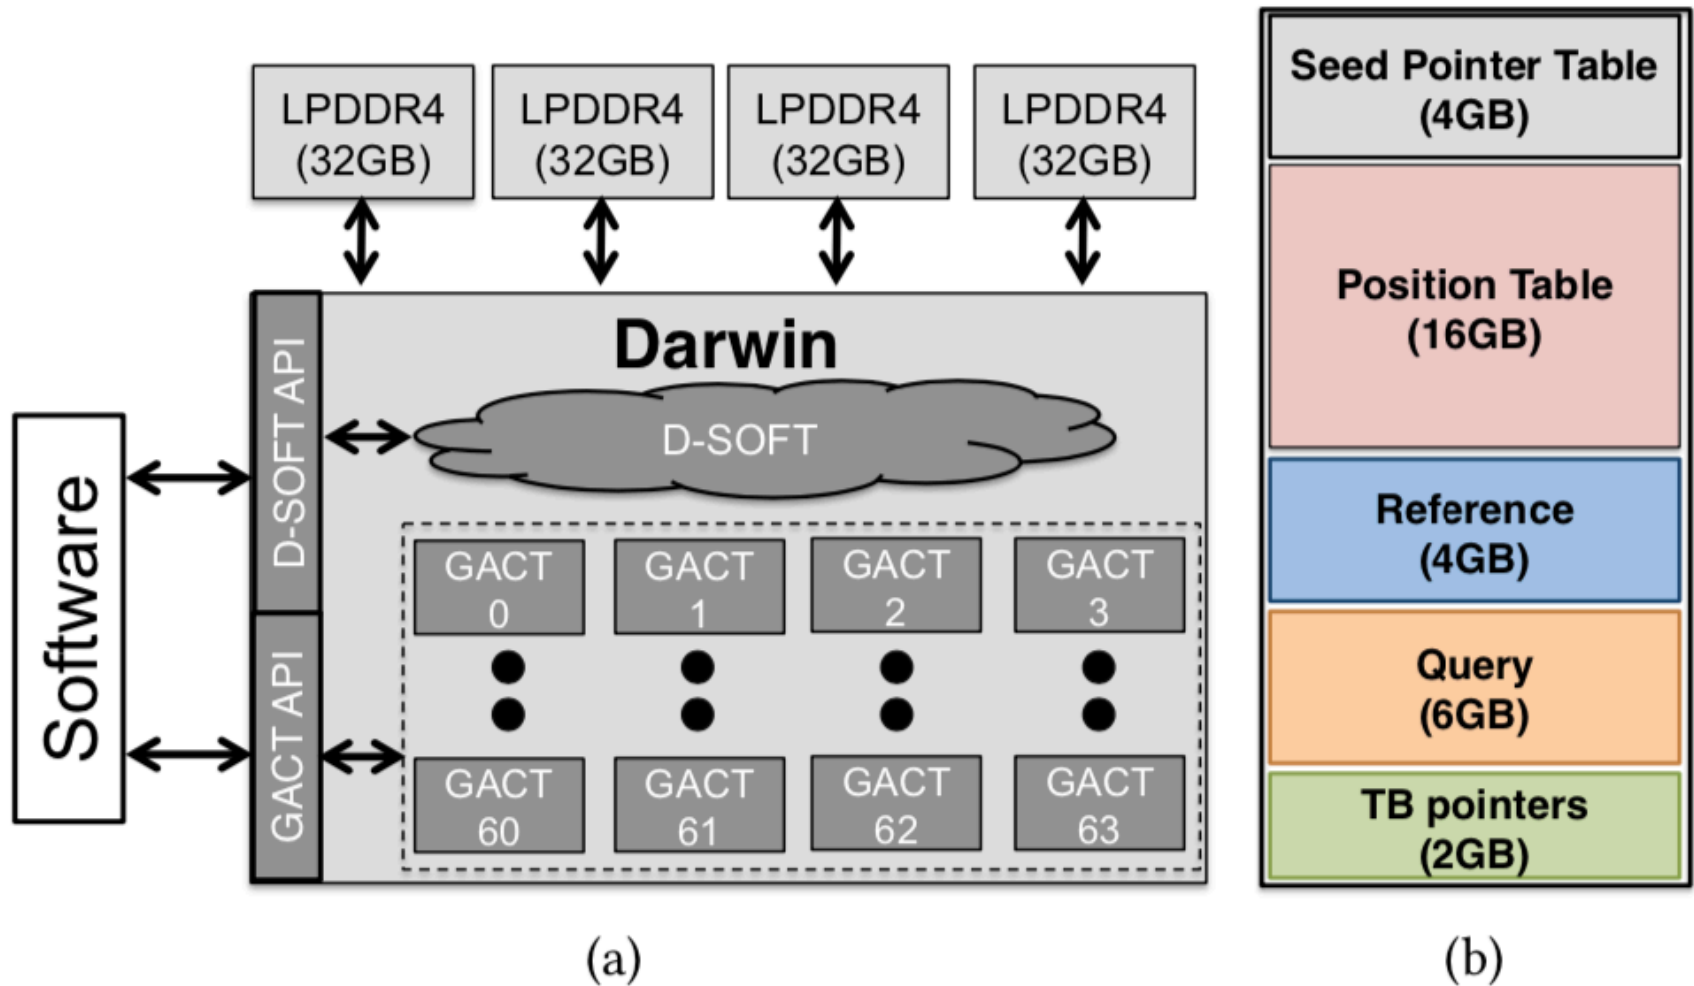 LPDDR4
(32GB)
LPDDR4
(32GB)
LPDDR4
(32GB)
LPDDR4
(32GB)
Darwin
D-SOFT API
D-SOFT
Software
GACT API
GACT
0
GACT
1
GACT
2
GACT
3
GACT
60
GACT
61
GACT
62
GACT
63
(a)
Seed Pointer Table
(4GB)
Position Table
(16GB)
Reference
(4GB)
Query
(6GB)
TB pointers
(2GB)
(b)